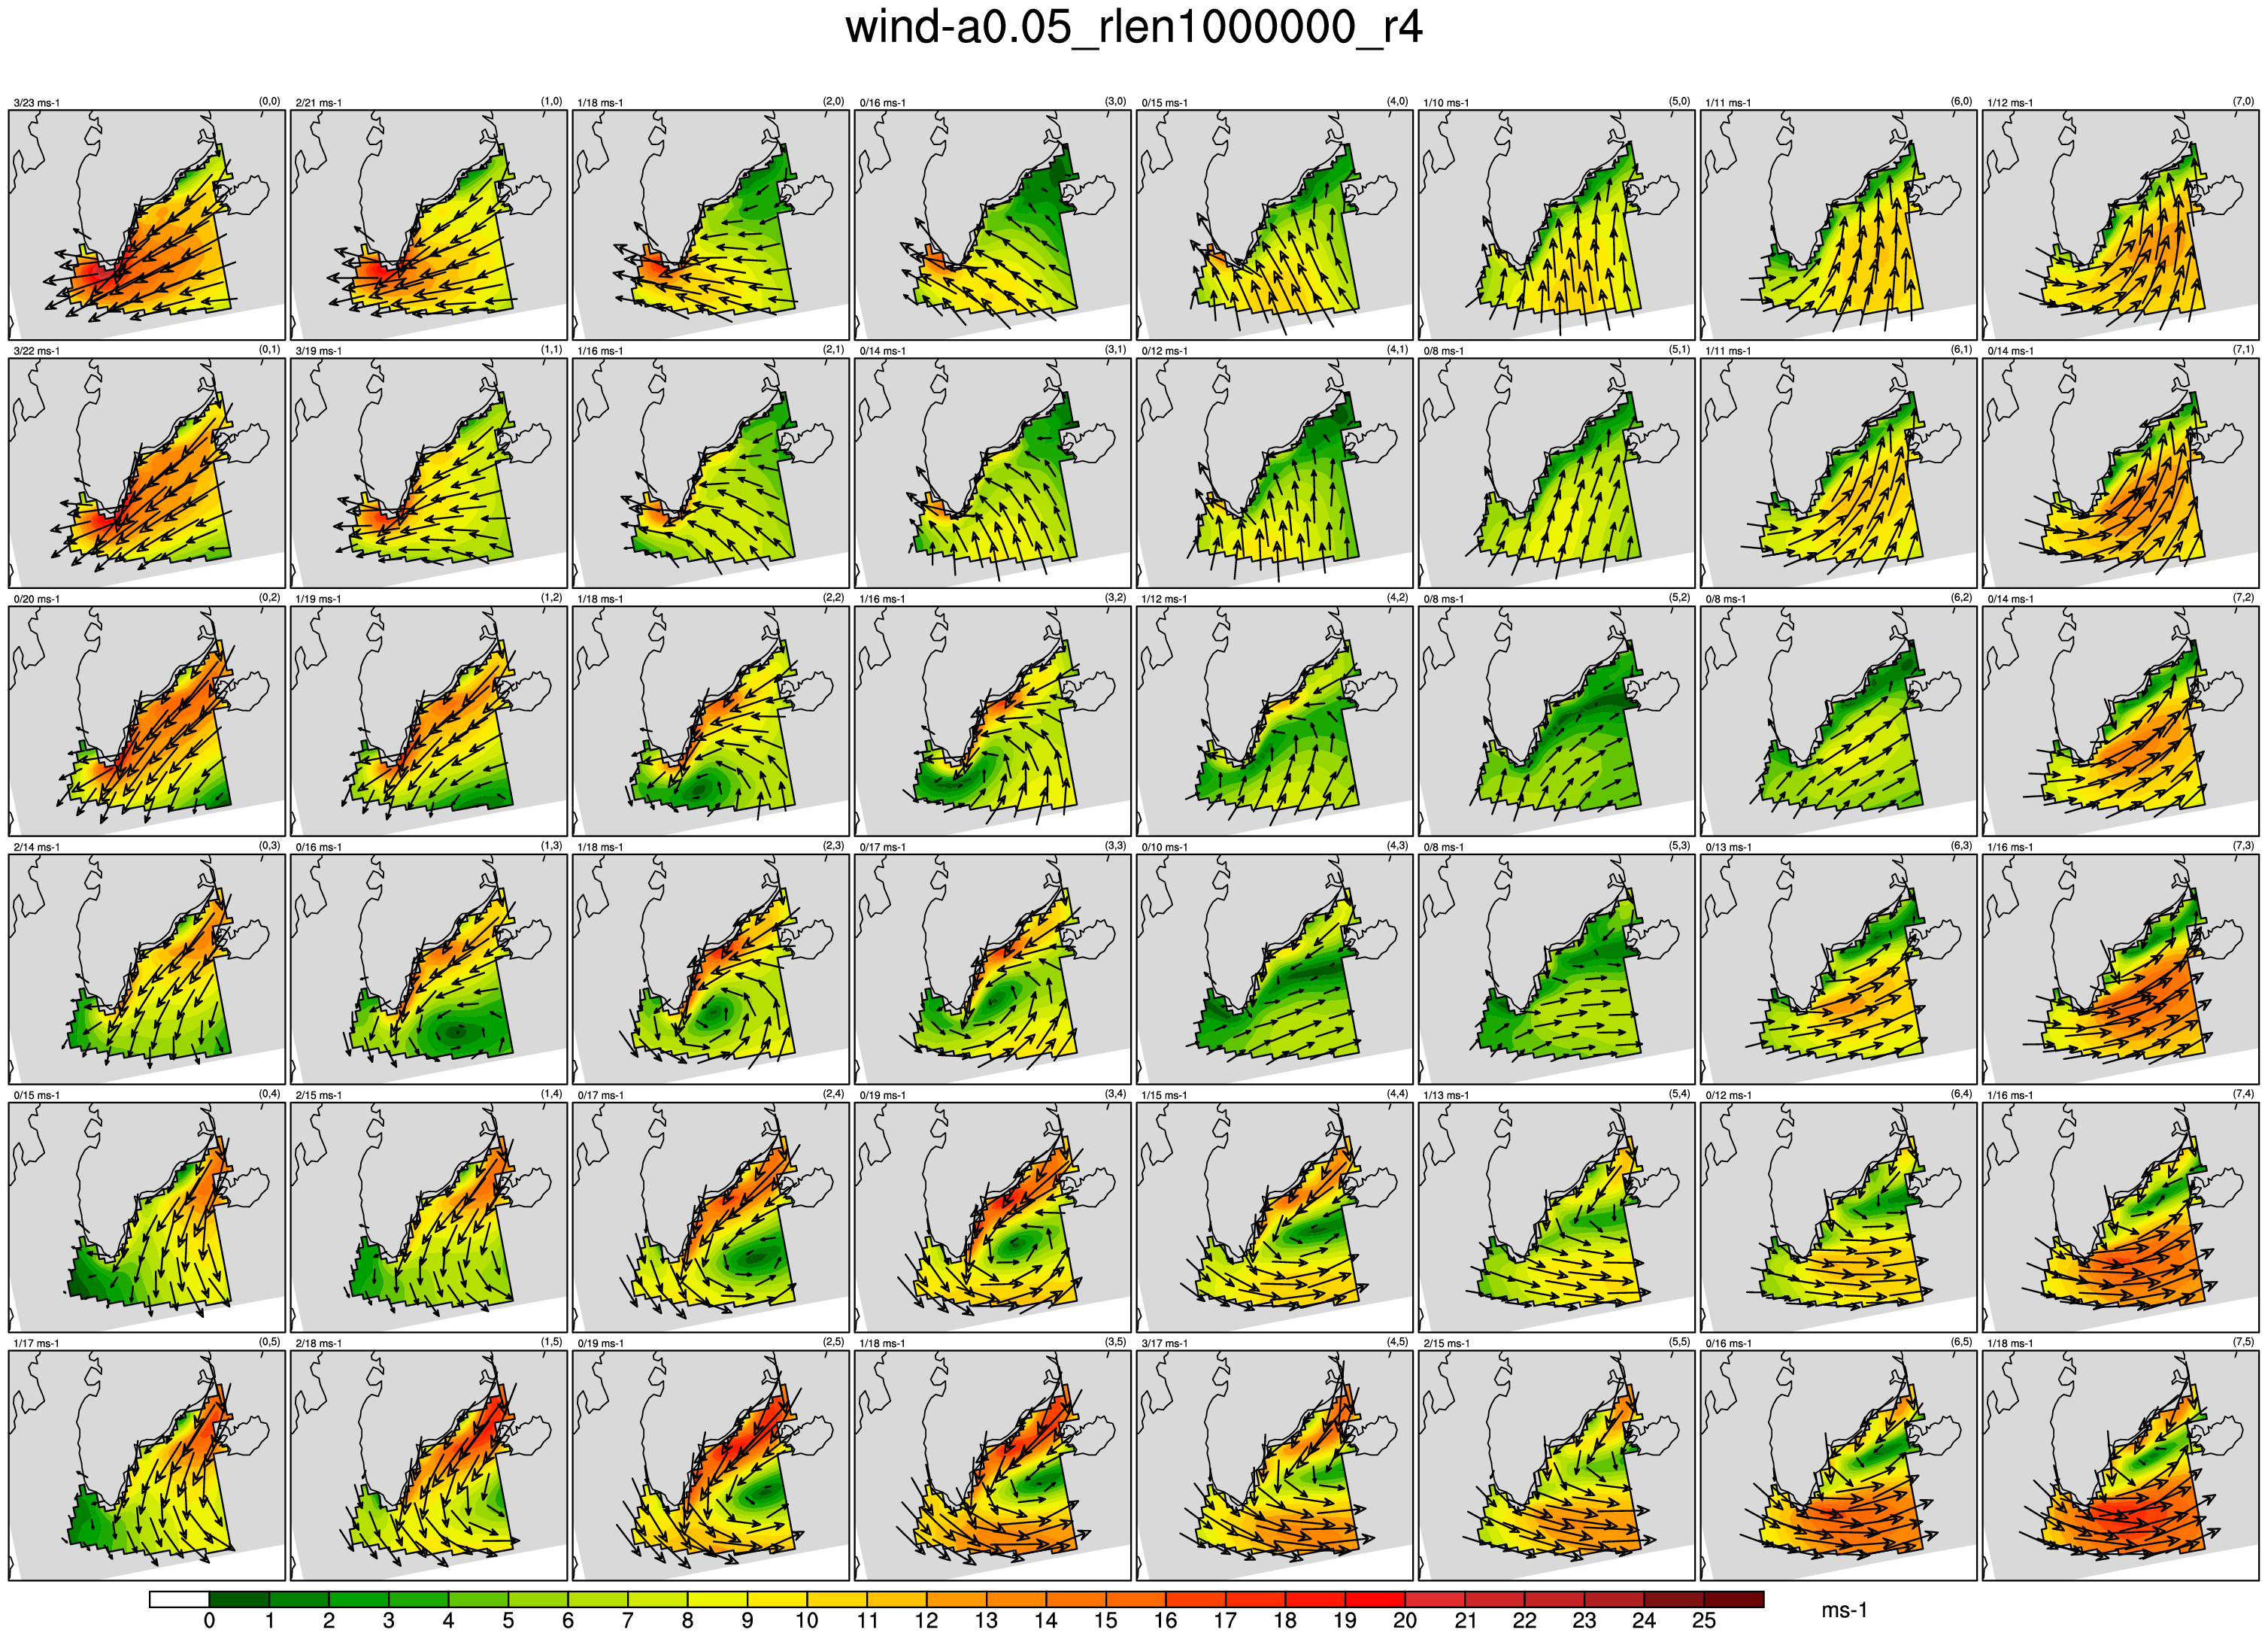 wind-a0.05_rlen1000000_r4
3/23 ms-1 (0,0) 2/21 ms-1 (1,0) 1/18 ms-1 (2,0) 0/16 ms-1 (3,0) 0/15 ms-1 (4,0) 1/10 ms-1 (5,0) 1/11 ms-1 (6,0) 1/12 ms-1 (7,0)
3/22 ms-1 (0,1) 3/19 ms-1 (1,1) 1/16 ms-1 (2,1) 0/14 ms-1 (3,1) 0/12 ms-1 (4,1) 0/8 ms-1 (5,1) 1/11 ms-1 (6,1) 0/14 ms-1 (7,1)
0/20 ms-1 (0,2) 1/19 ms-1 (1,2) 1/18 ms-1 (2,2) 1/16 ms-1 (3,2) 1/12 ms-1 (4,2) 0/8 ms-1 (5,2) 0/8 ms-1 (6,2) 0/14 ms-1 (7,2)
2/14 ms-1 (0,3) 0/16 ms-1 (1,3) 1/18 ms-1 (2,3) 0/17 ms-1 (3,3) 0/10 ms-1 (4,3) 0/8 ms-1 (5,3) 0/13 ms-1 (6,3) 1/16 ms-1 (7,3)
0/15 ms-1 (0,4) 2/15 ms-1 (1,4) 0/17 ms-1 (2,4) 0/19 ms-1 (3,4) 1/15 ms-1 (4,4) 1/13 ms-1 (5,4) 0/12 ms-1 (6,4) 1/16 ms-1 (7,4)
1/17 ms-1 (0,5) 2/18 ms-1 (1,5) 0/19 ms-1 (2,5) 1/18 ms-1 (3,5) 3/17 ms-1 (4,5) 2/15 ms-1 (5,5) 0/16 ms-1 (6,5) 1/18 ms-1 (7,5)
0 1 2 3 4 5 6 7 8 9 10 11 12 13 14 15 16 17 18 19 20 21 22 23 24 25 ms-1